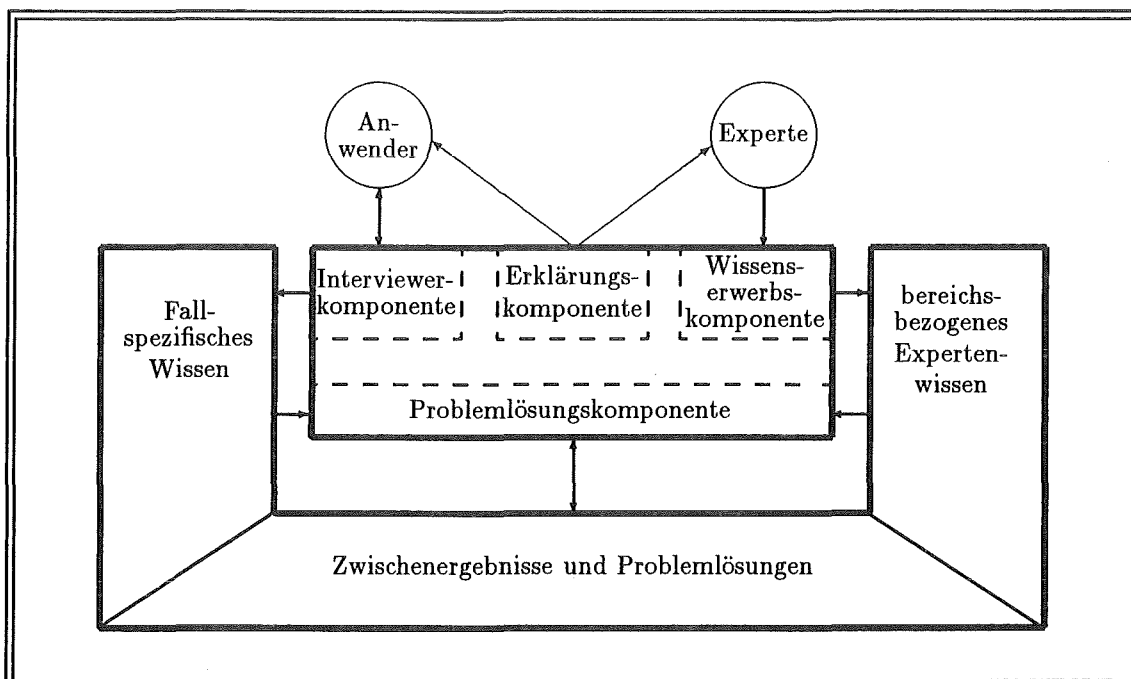 An-
wender
Experte
Fall-
spezifisches
Wissen
Interviewer-
komponente
Erklärungs-
komponente
Wissens-
erwerbs-
komponente
bereichs-
bezogenes
Experten-
wissen
Problemlösungskomponente
Zwischenergebnisse und Problemlösungen